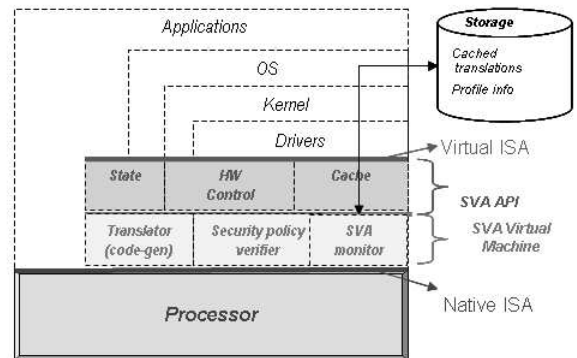 Applications
Storage
Cached
translations
Profile info
OS
Kernel
Drivers
Virtual ISA
State
HW
Control
Cache
SVA API
Translator
(code-gen)
Security policy
verifier
SVA
monitor
SVA Virtual
Machine
Native ISA
Processor